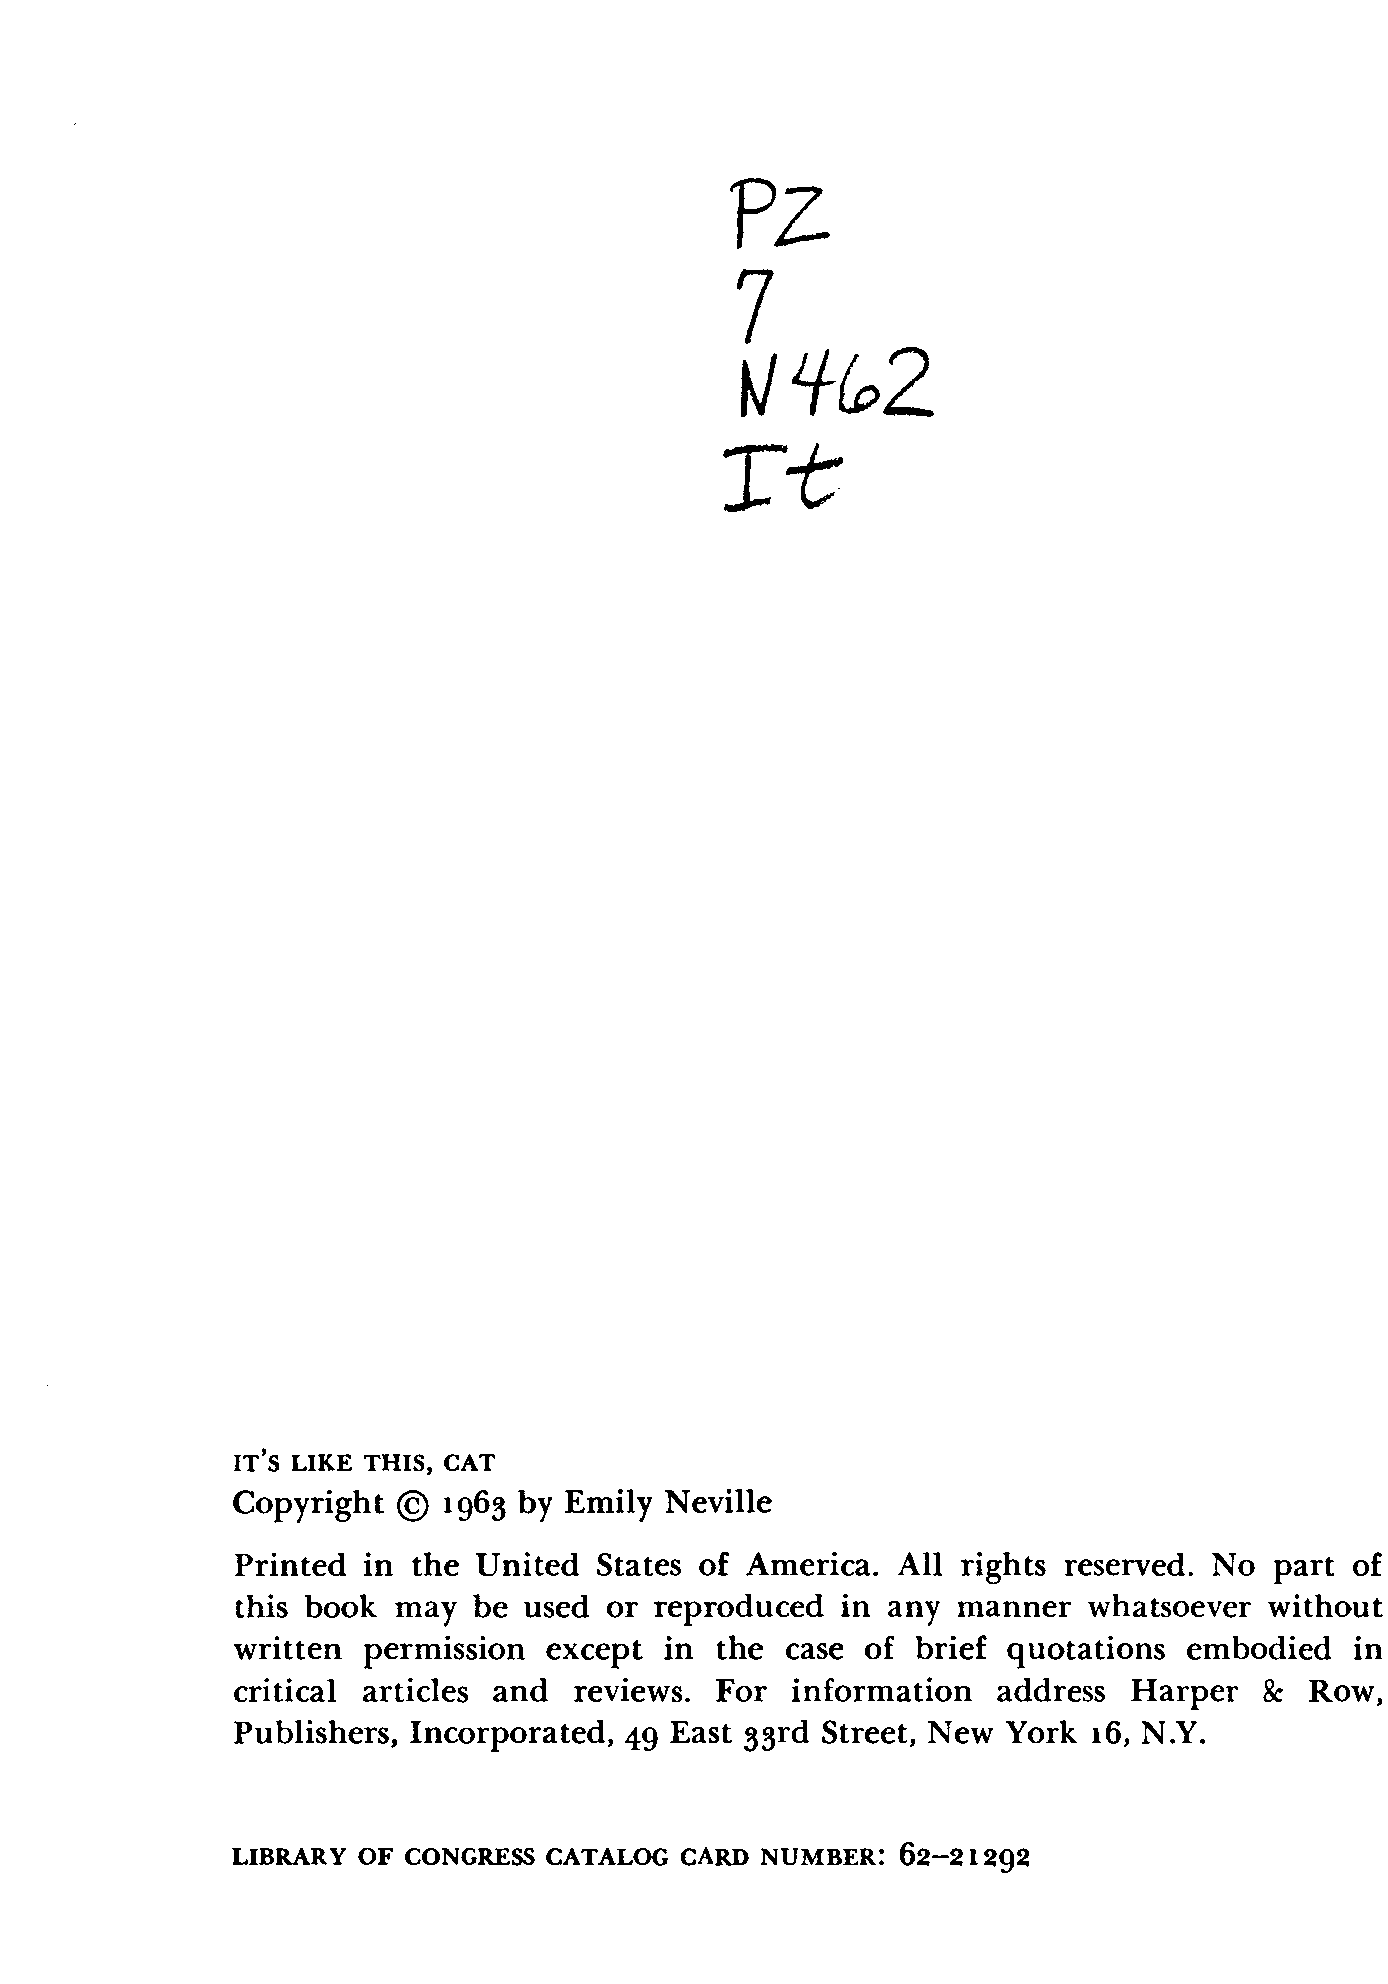 PZ
7
N462
It
IT'S LIKE THIS, CAT
Copyright © 1963 by Emily Neville
Printed in the United States of America. All rights reserved. No part of
this book may be used or reproduced in any manner whatsoever without
written permission except in the case of brief quotations embodied in
critical articles and reviews. For information address Harper & Row,
Publishers, Incorporated, 49 East 33rd Street, New York 16, N.Y.
LIBRARY OF CONGRESS CATALOG CARD NUMBER: 62–21292